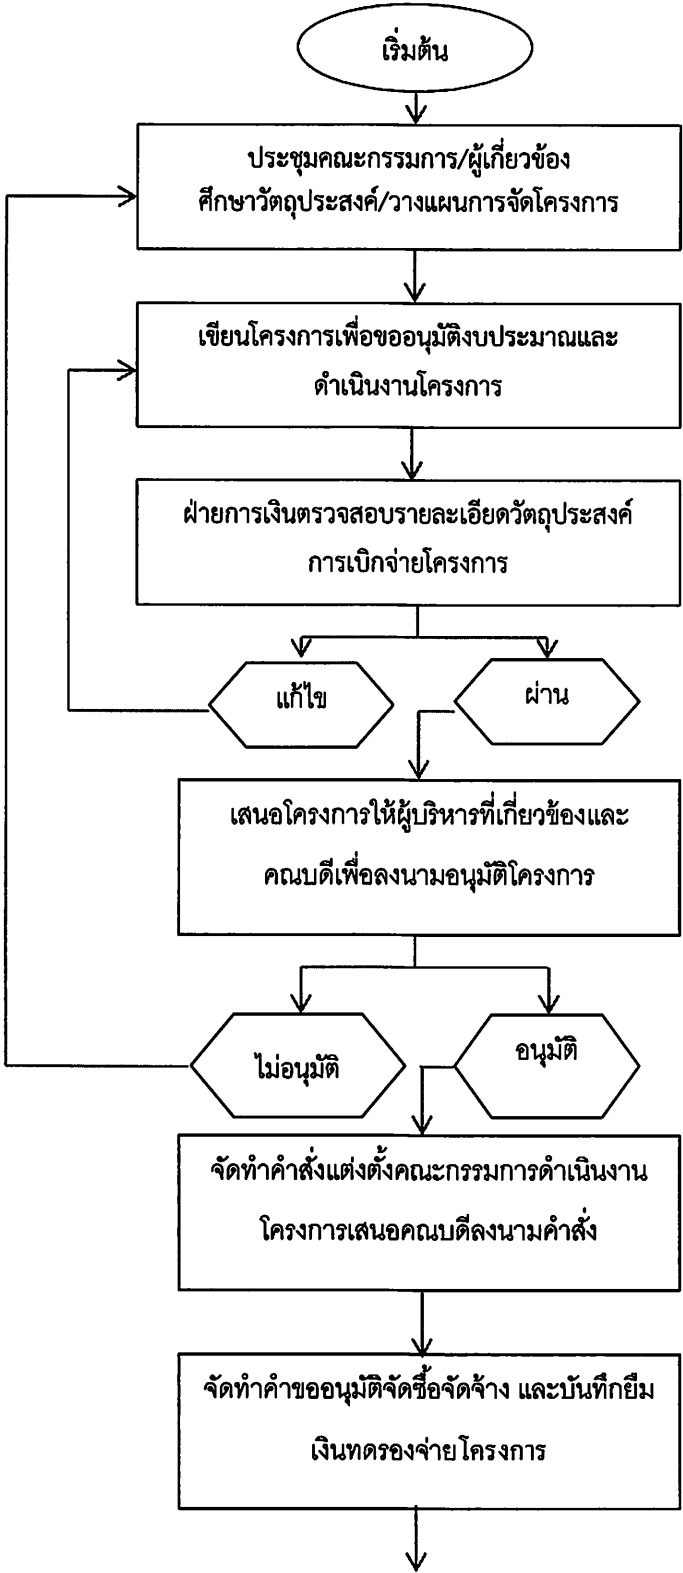 เริ่มต้น
ประชุมคณะกรรมการ/ผู้เกี่ยวข้อง
ศึกษาวัตถุประสงค์/วางแผนการจัดโครงการ
เขียนโครงการเพื่อขออนุมัติงบประมาณและ
ดำเนินงานโครงการ
ฝ่ายการเงินตรวจสอบรายละเอียดวัตถุประสงค์
การเบิกจ่ายโครงการ
แก้ไข
ผ่าน
เสนอโครงการให้ผู้บริหารที่เกี่ยวข้องและ
คณบดีเพื่อลงนามอนุมัติโครงการ
ไม่อนุมัติ
อนุมัติ
จัดทำคำสั่งแต่งตั้งคณะกรรมการดำเนินงาน
โครงการเสนอคณบดีลงนามคำสั่ง
จัดทำคำขออนุมัติจัดซื้อจัดจ้าง และบันทึกยืม
เงินทดรองจ่ายโครงการ